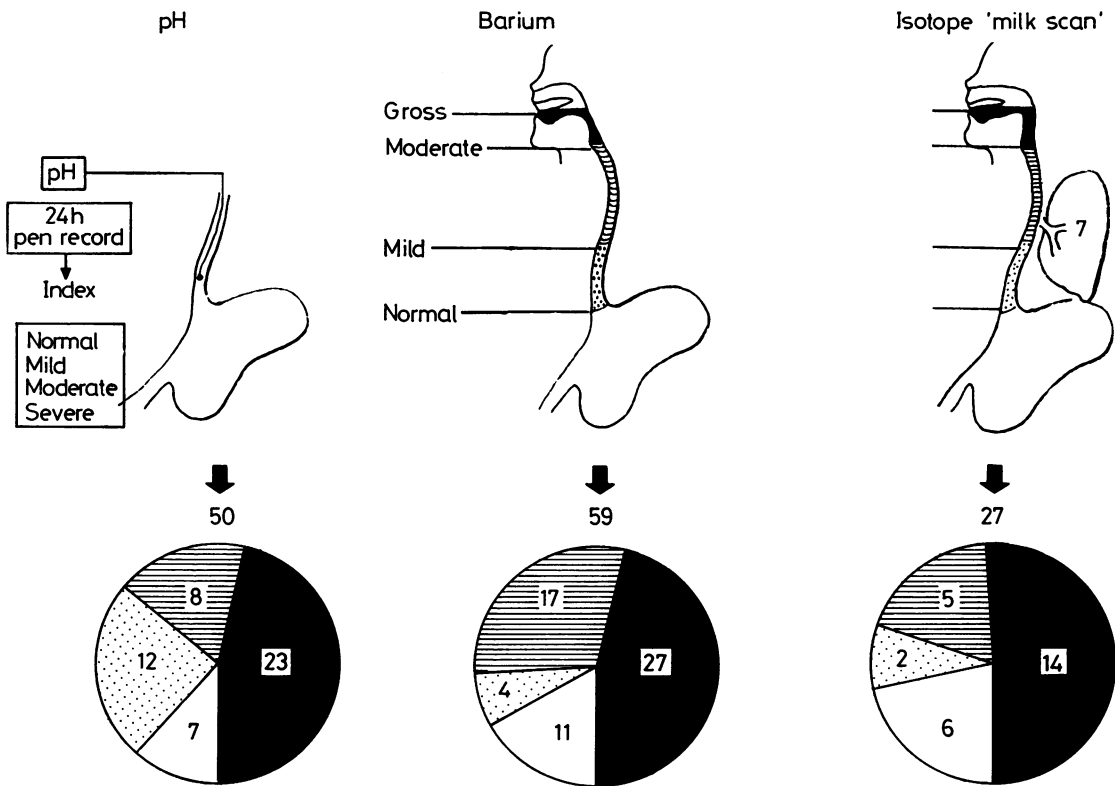 pH
Barium
Isotope 'milk scan'
Gross
Moderate
Mild
Normal
pH
24h
pen record
Index
Normal
Mild
Moderate
Severe
7
50
59
27
8
12
23
7
17
4
27
11
5
2
14
6